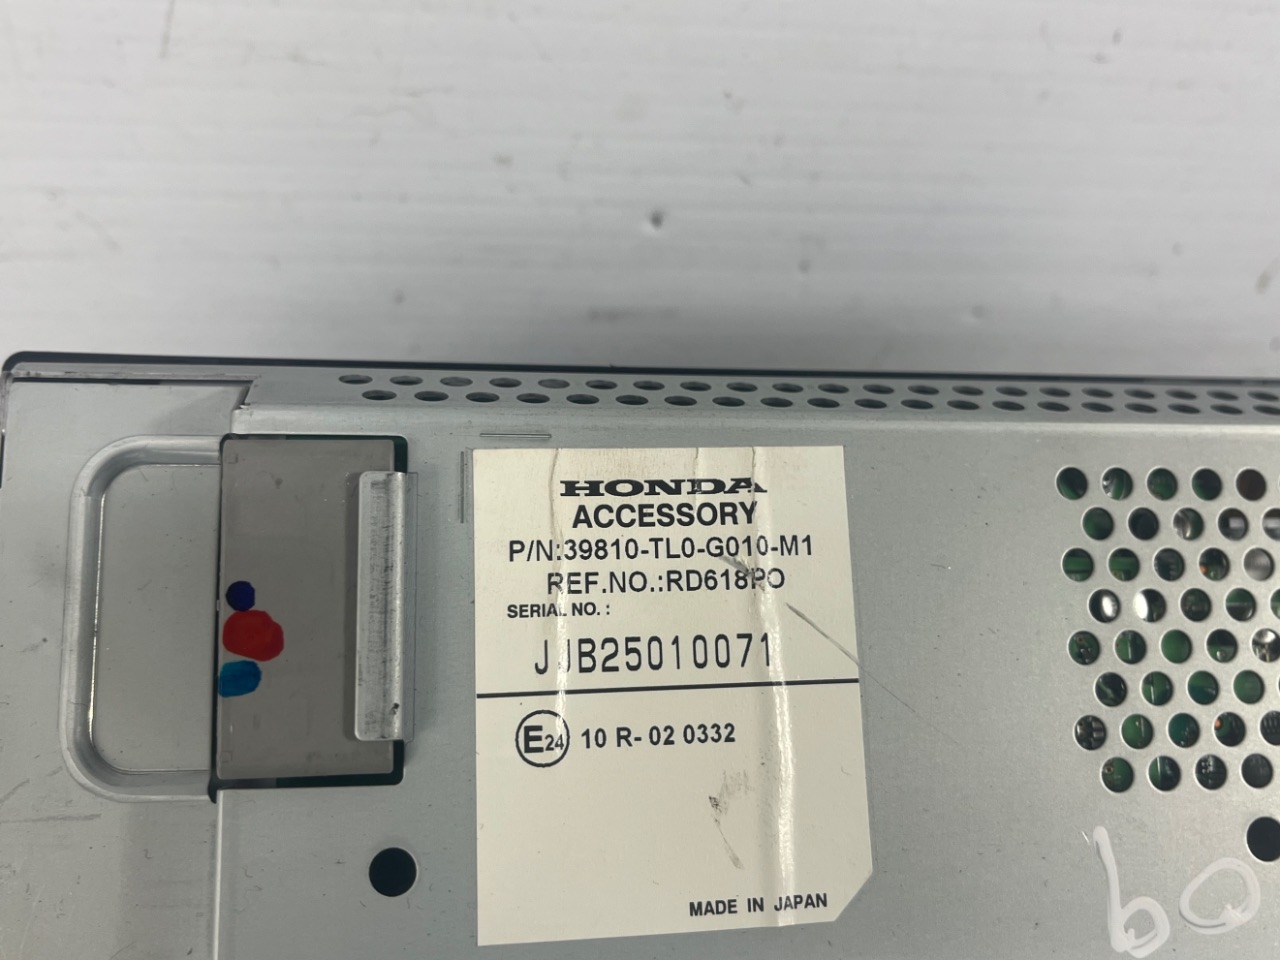 HONDA
ACCESSORY
P/N:39810-TL0-G010-M1
REF.NO.:RD618PO
SERIAL NO.:
JJB25010071
E24 10 R-02 0332
MADE IN JAPAN
bo